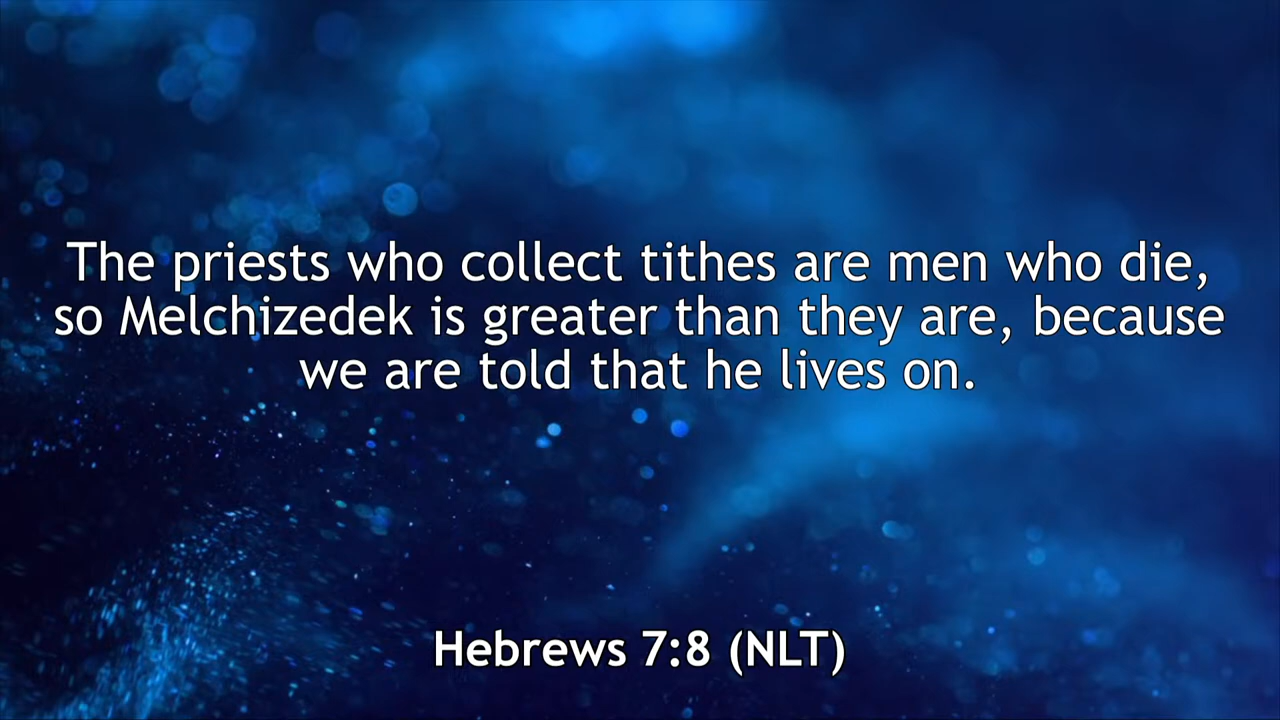 The priests who collect tithes are men who die,
so Melchizedek is greater than they are, because
we are told that he lives on.
Hebrews 7:8 (NLT)